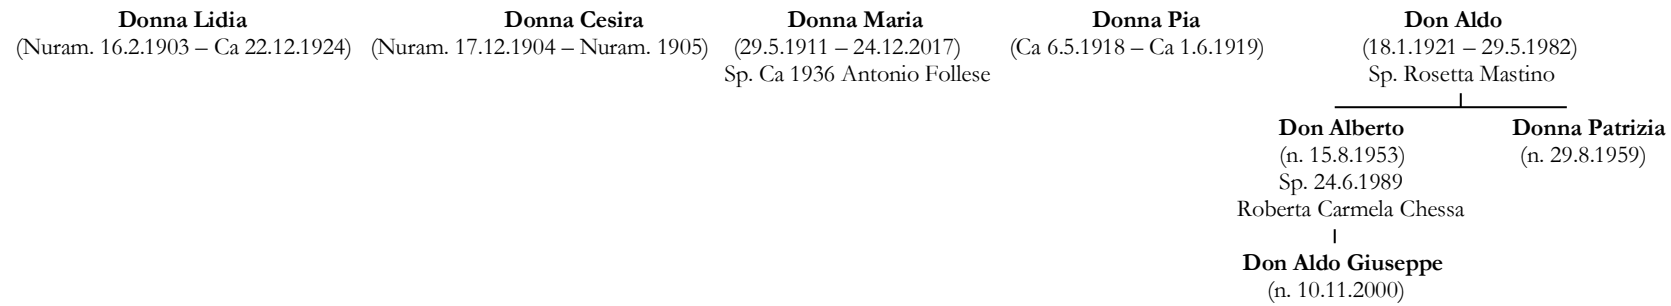 Donna Lidia Donna Cesira Donna Maria Donna Pia Don Aldo
(Nuram. 16.2.1903 – Ca 22.12.1924) (Nuram. 17.12.1904 – Nuram. 1905) (29.5.1911 – 24.12.2017) (Ca 6.5.1918 – Ca 1.6.1919) (18.1.1921 – 29.5.1982)
Sp. Ca 1936 Antonio Follese Sp. Rosetta Mastino
Don Alberto Donna Patrizia
(n. 15.8.1953) (n. 29.8.1959)
Sp. 24.6.1989
Roberta Carmela Chessa
Don Aldo Giuseppe
(n. 10.11.2000)